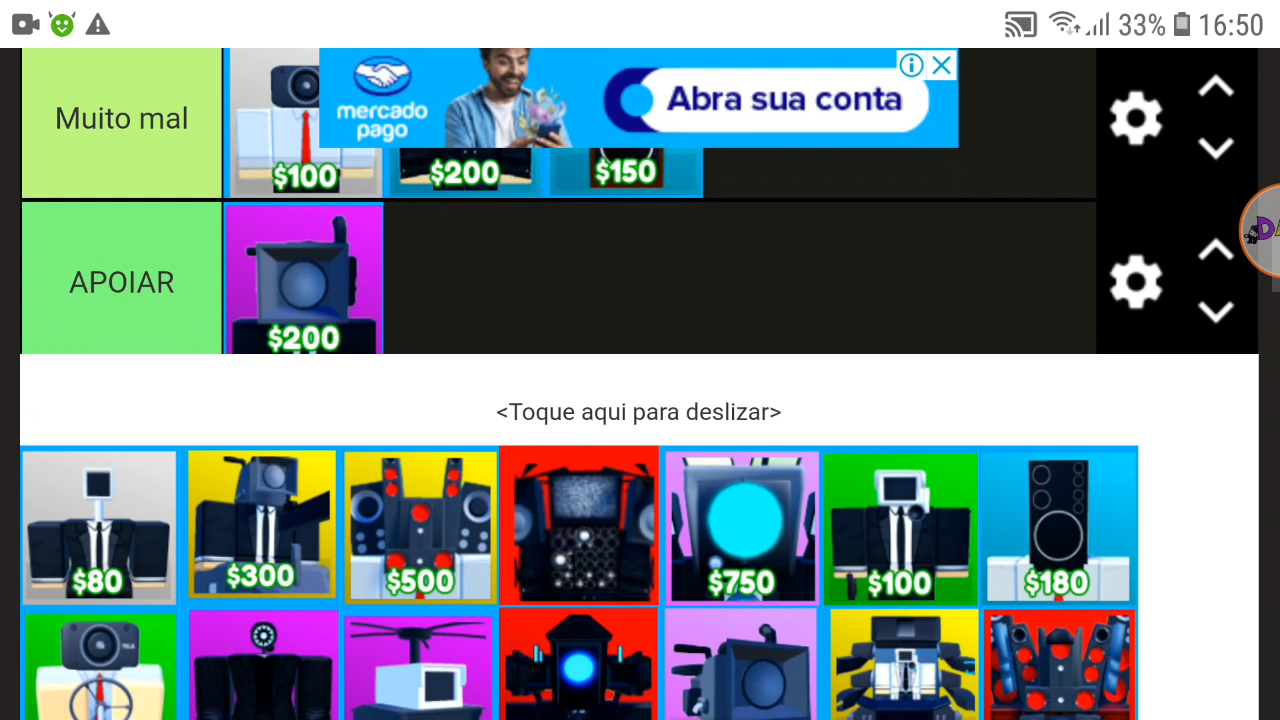 33% 16:50
mercado
pago
Abra sua conta
Muito mal
$100
$200
$150
APOIAR
$200
<Toque aqui para deslizar>
$80
$300
$500
$750
$100
$180